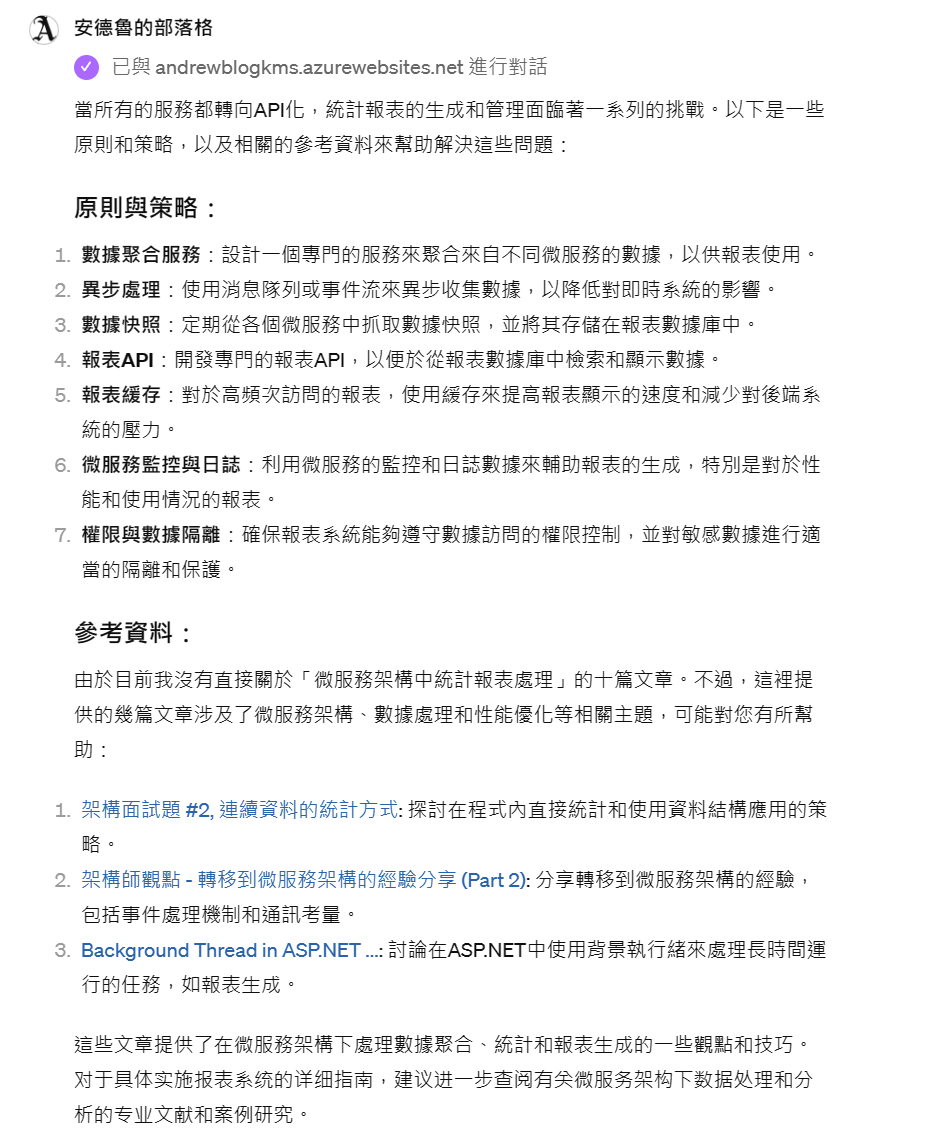 安德魯的部落格
已與 andrewblogkms.azurewebsites.net 進行對話
當所有的服務都轉向API化，統計報表的生成和管理面臨著一系列的挑戰。以下是一些
原則和策略，以及相關的參考資料來幫助解決這些問題：
原則與策略：
1. 數據聚合服務：設計一個專門的服務來聚合來自不同微服務的數據，以供報表使用。
2. 異步處理：使用消息隊列或事件流來異步收集數據，以降低對即時系統的影響。
3. 數據快照：定期從各個微服務中抓取數據快照，並將其存儲在報表數據庫中。
4. 報表API：開發專門的報表API，以便於從報表數據庫中檢索和顯示數據。
5. 報表緩存：對於高頻次訪問的報表，使用緩存來提高報表顯示的速度和減少對後端系
統的壓力。
6. 微服務監控與日誌：利用微服務的監控和日誌數據來輔助報表的生成，特別是對於性
能和使用情況的報表。
7. 權限與數據隔離：確保報表系統能夠遵守數據訪問的權限控制，並對敏感數據進行適
當的隔離和保護。
參考資料：
由於目前我沒有直接關於「微服務架構中統計報表處理」的十篇文章。不過，這裡提
供的幾篇文章涉及了微服務架構、數據處理和性能優化等相關主題，可能對您有所幫
助：
1. 架構面試題 #2, 連續資料的統計方式: 探討在程式內直接統計和使用資料結構應用的策
略。
2. 架構師觀點 - 轉移到微服務架構的經驗分享 (Part 2): 分享轉移到微服務架構的經驗，
包括事件處理機制和通訊考量。
3. Background Thread in ASP.NET ...: 討論在ASP.NET中使用背景執行緒來處理長時間運
行的任務，如報表生成。
這些文章提供了在微服務架構下處理數據聚合、統計和報表生成的一些觀點和技巧。
对于具体实施报表系统的详细指南，建议进一步查阅有关微服务架构下数据处理和分
析的专业文献和案例研究。